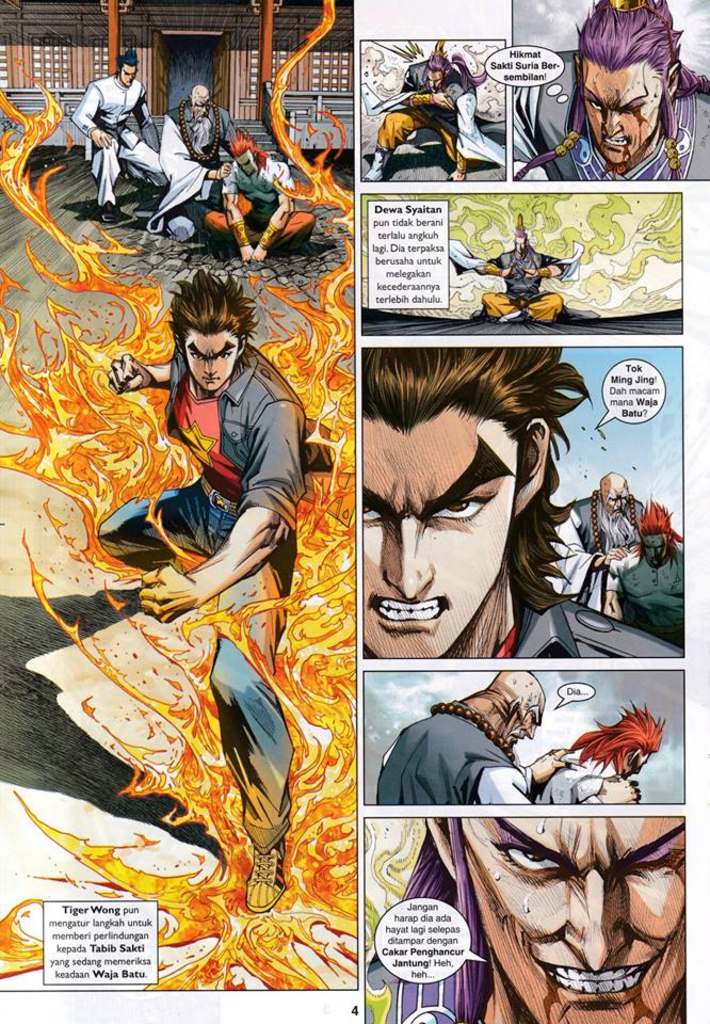 Tiger Wong pun
mengatur langkah untuk
memberi perlindungan
kepada Tabib Sakti
yang sedang memeriksa
keadaan Waja Batu.
Hikmat
Sakti Suria Ber-
sembilan!
Dewa Syaitan
pun tidak berani
terlalu angkuh
lagi. Dia terpaksa
berusaha untuk
melegakan
kecederaannya
terlebih dahulu.
Tok
Ming Jing!
Dah macam
mana Waja
Batu?
Dia...
Jangan
harap dia ada
hayat lagi selepas
ditampar dengan
Cakar Penghancur
Jantung! Heh,
heh...
4